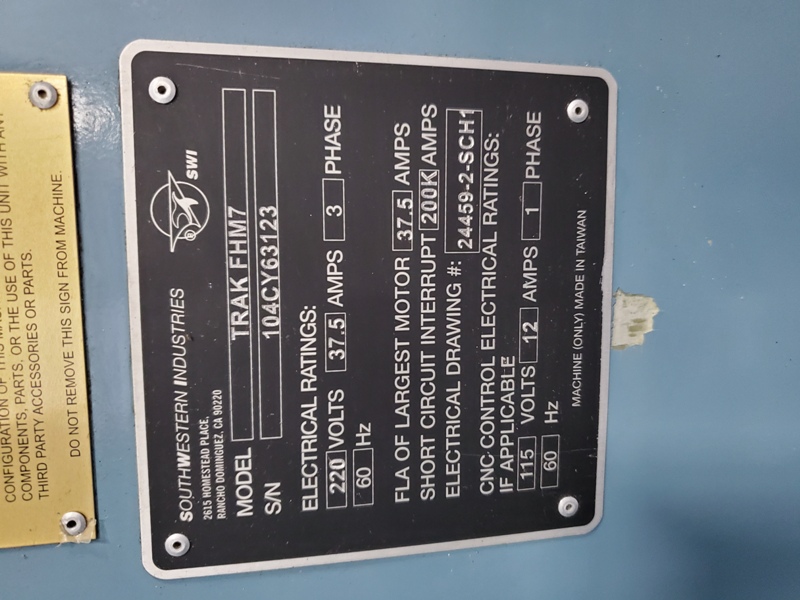 CONFIGURATION OF THIS
COMPONENTS, PARTS, OR THE USE OF THIS UNIT WITH ANY
THIRD PARTY ACCESSORIES OR PARTS.
DO NOT REMOVE THIS SIGN FROM MACHINE.
SOUTHWESTERN INDUSTRIES
2615 HOMESTEAD PLACE,
RANCHO DOMINGUEZ, CA 90220
® SWI
MODEL TRAK FHM7
S/N 104CY63123
ELECTRICAL RATINGS:
220 VOLTS 37.5 AMPS 3 PHASE
60 Hz
FLA OF LARGEST MOTOR 37.5 AMPS
SHORT CIRCUIT INTERRUPT 200K AMPS
ELECTRICAL DRAWING #: 24459-2-SCH1
CNC CONTROL ELECTRICAL RATINGS:
IF APPLICABLE
115 VOLTS 12 AMPS 1 PHASE
60 Hz
MACHINE (ONLY) MADE IN TAIWAN